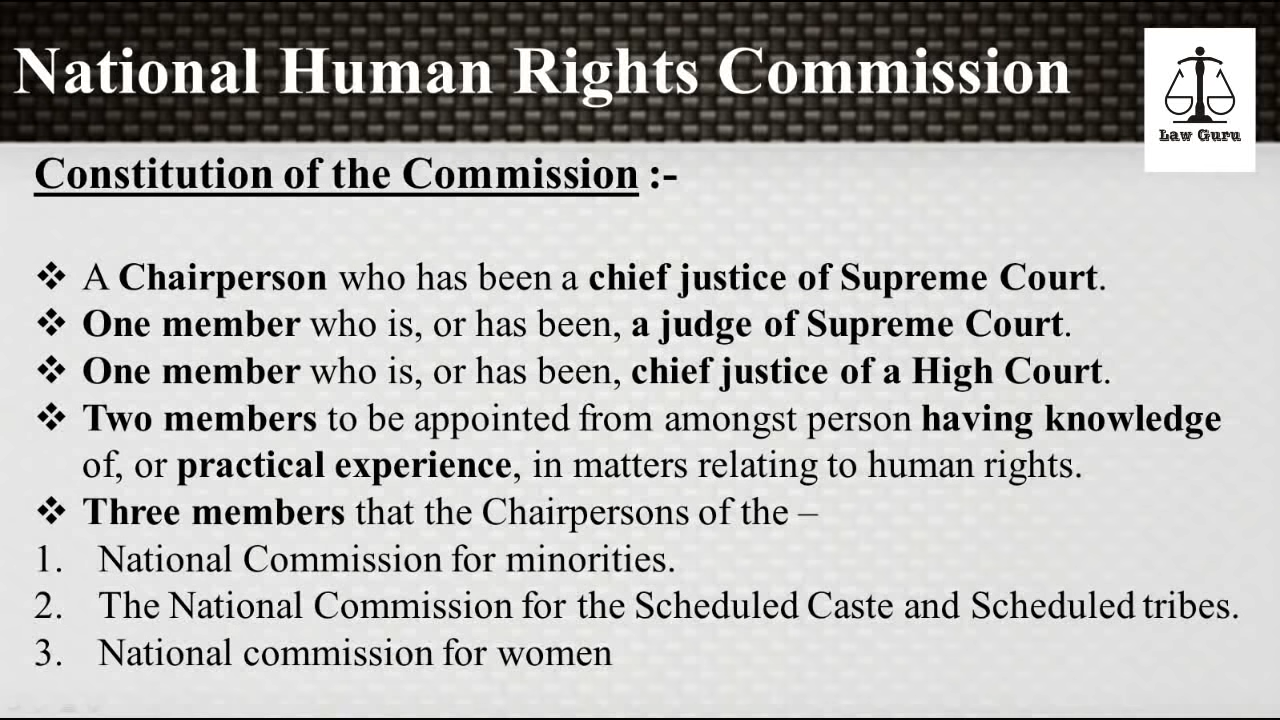 National Human Rights Commission
Law Guru
Constitution of the Commission :-
❖ A Chairperson who has been a chief justice of Supreme Court.
❖ One member who is, or has been, a judge of Supreme Court.
❖ One member who is, or has been, chief justice of a High Court.
❖ Two members to be appointed from amongst person having knowledge
of, or practical experience, in matters relating to human rights.
❖ Three members that the Chairpersons of the –
1. National Commission for minorities.
2. The National Commission for the Scheduled Caste and Scheduled tribes.
3. National commission for women